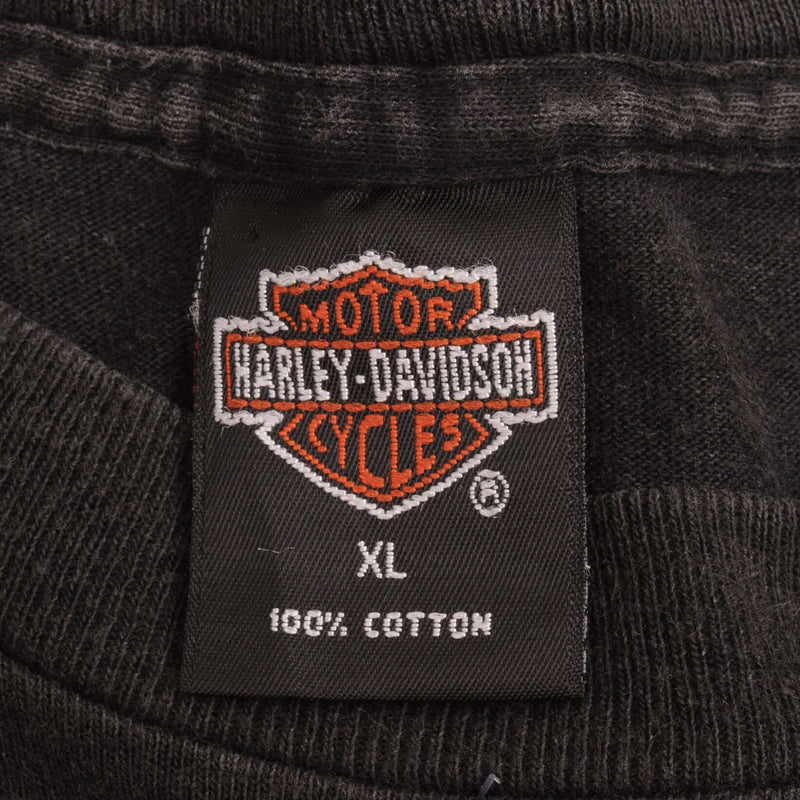 MOTOR
HARLEY-DAVIDSON
CYCLES
®
XL
100% COTTON